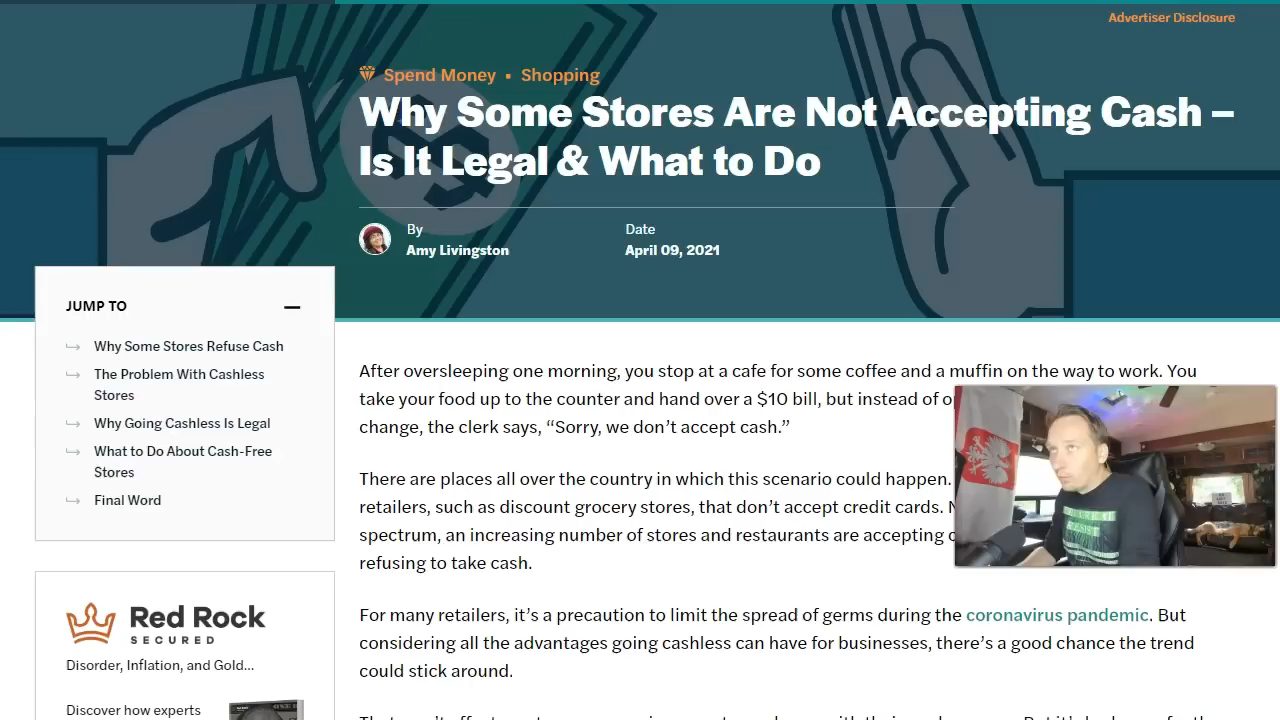 Advertiser Disclosure
Spend Money • Shopping
Why Some Stores Are Not Accepting Cash –
Is It Legal & What to Do
By
Amy Livingston
Date
April 09, 2021
JUMP TO
Why Some Stores Refuse Cash
The Problem With Cashless
Stores
Why Going Cashless Is Legal
What to Do About Cash-Free
Stores
Final Word
Red Rock
SECURED
Disorder, Inflation, and Gold...
Discover how experts
After oversleeping one morning, you stop at a cafe for some coffee and a muffin on the way to work. You
take your food up to the counter and hand over a $10 bill, but instead of
change, the clerk says, “Sorry, we don’t accept cash.”
There are places all over the country in which this scenario could happen.
retailers, such as discount grocery stores, that don’t accept credit cards.
spectrum, an increasing number of stores and restaurants are accepting
refusing to take cash.
For many retailers, it’s a precaution to limit the spread of germs during the coronavirus pandemic. But
considering all the advantages going cashless can have for businesses, there’s a good chance the trend
could stick around.